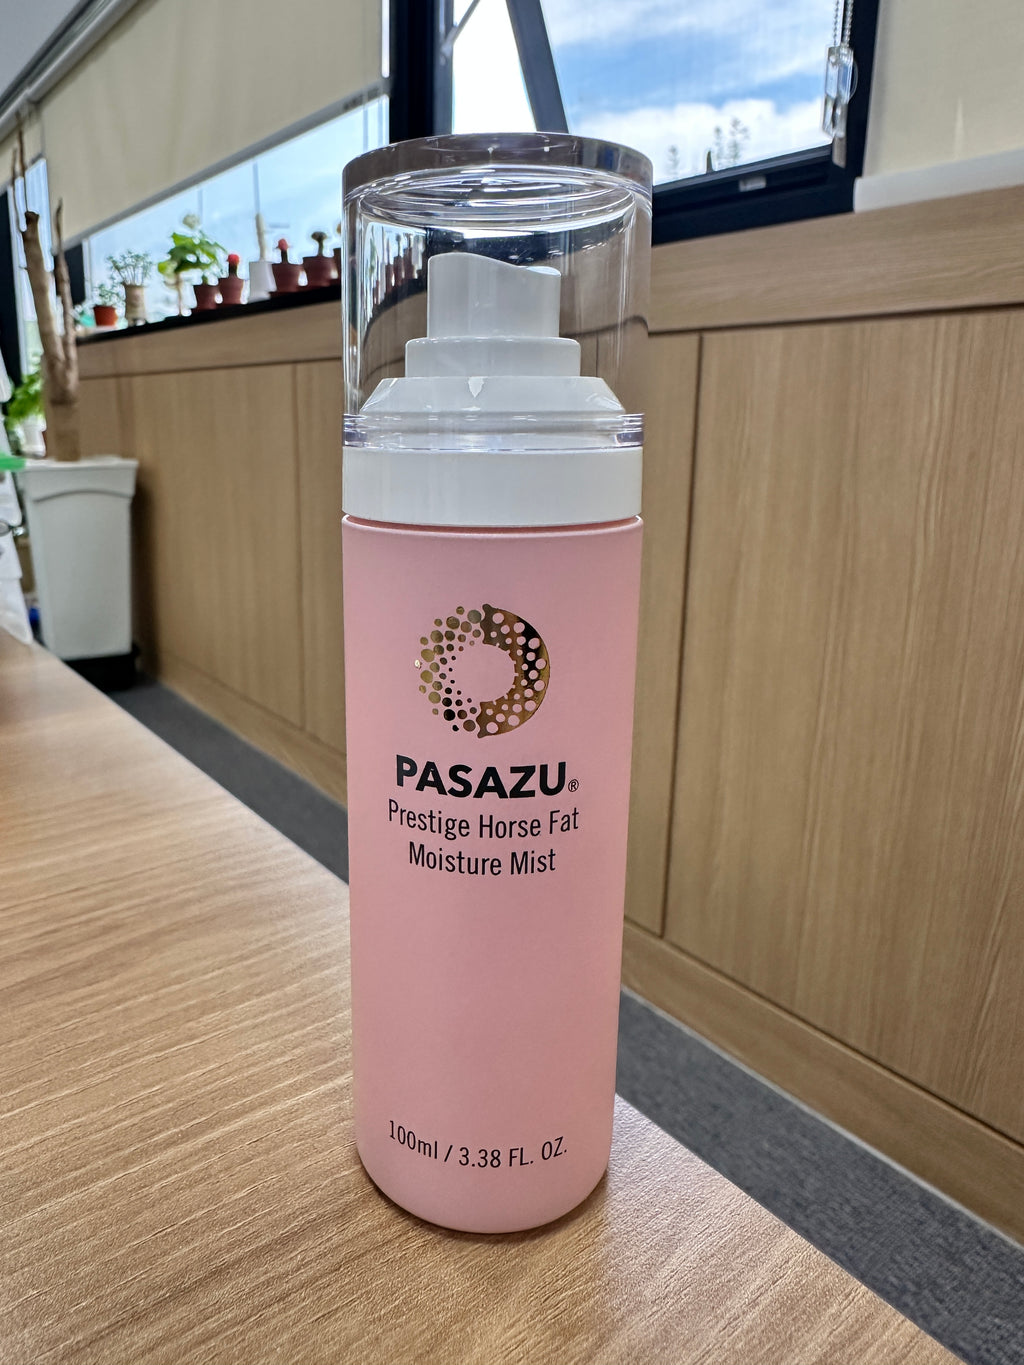 PASAZU®
Prestige Horse Fat
Moisture Mist
100ml / 3.38 FL. OZ.